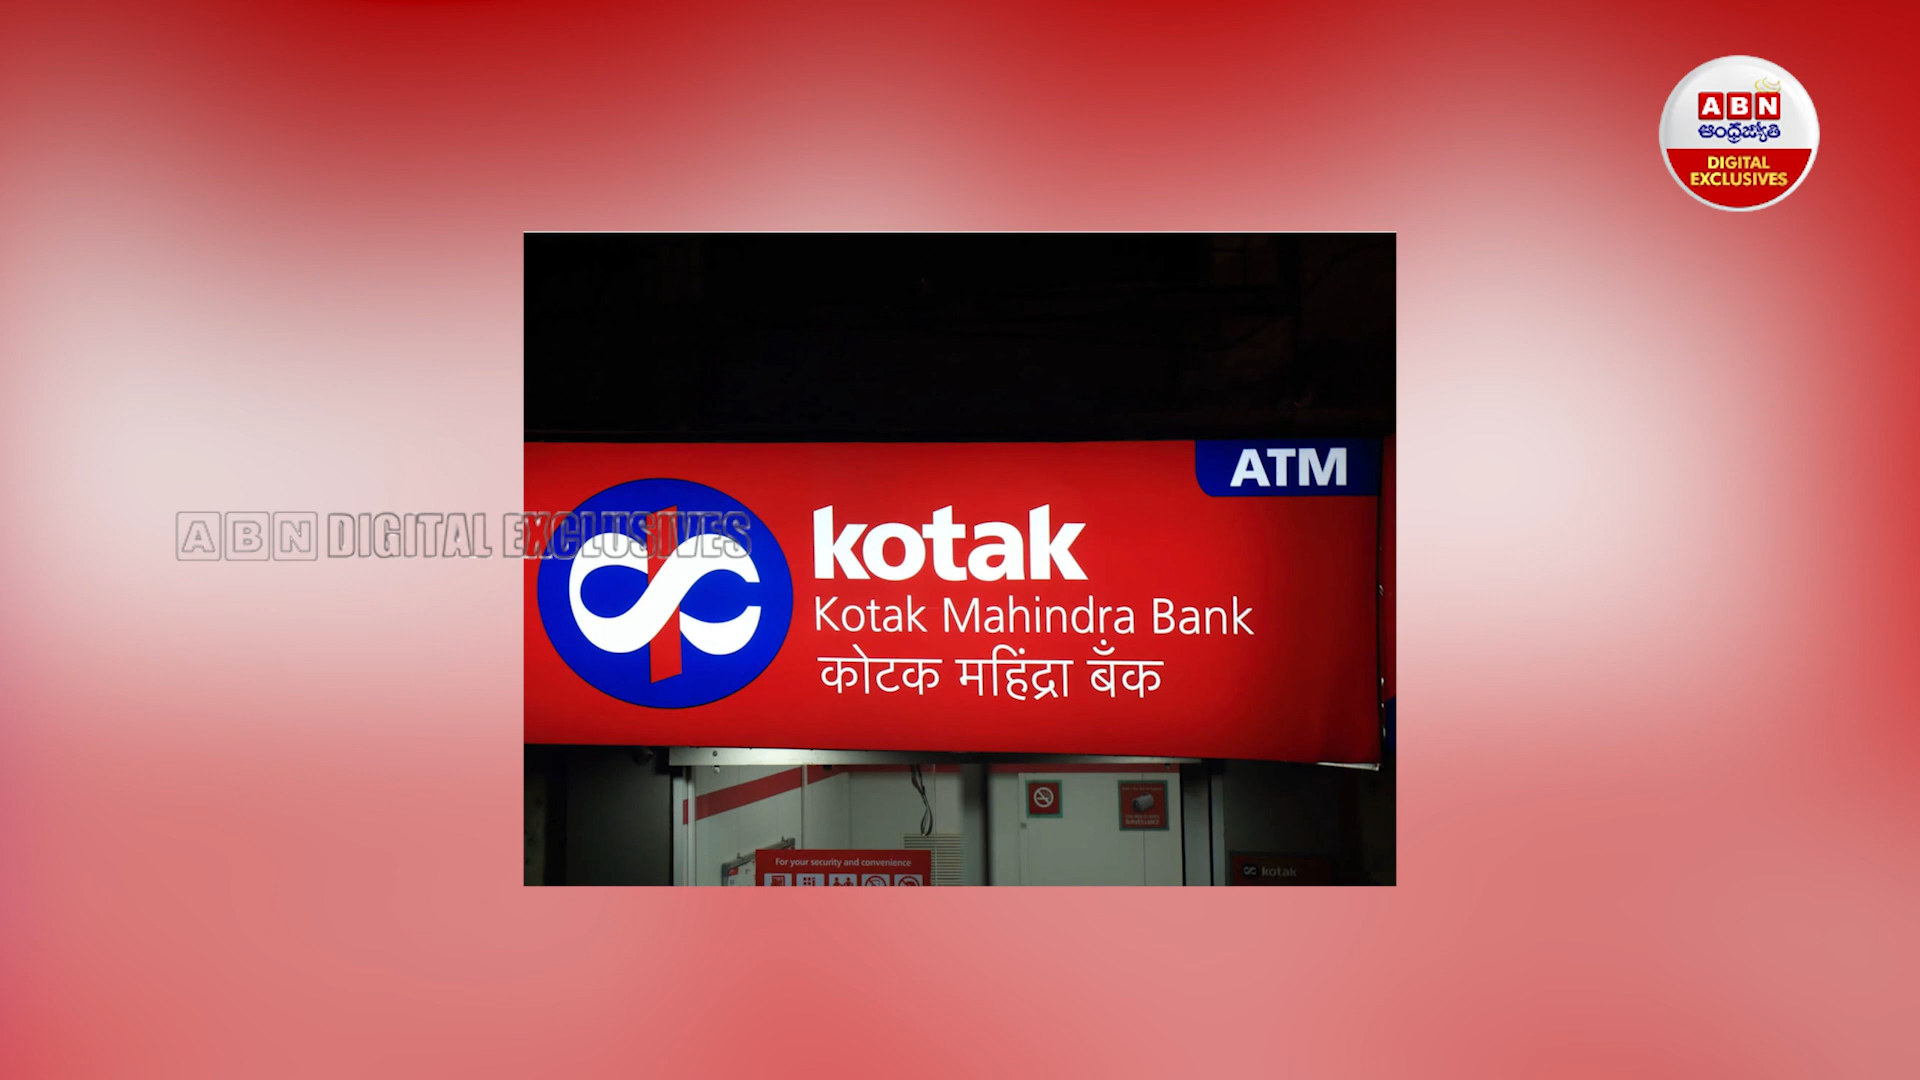 ABN
ఆంధ్రజ్యోతి
DIGITAL
EXCLUSIVES
ATM
ABN DIGITAL EXCLUSIVES
kotak
Kotak Mahindra Bank
कोटक महिंद्रा बँक
For your security and convenience
kotak